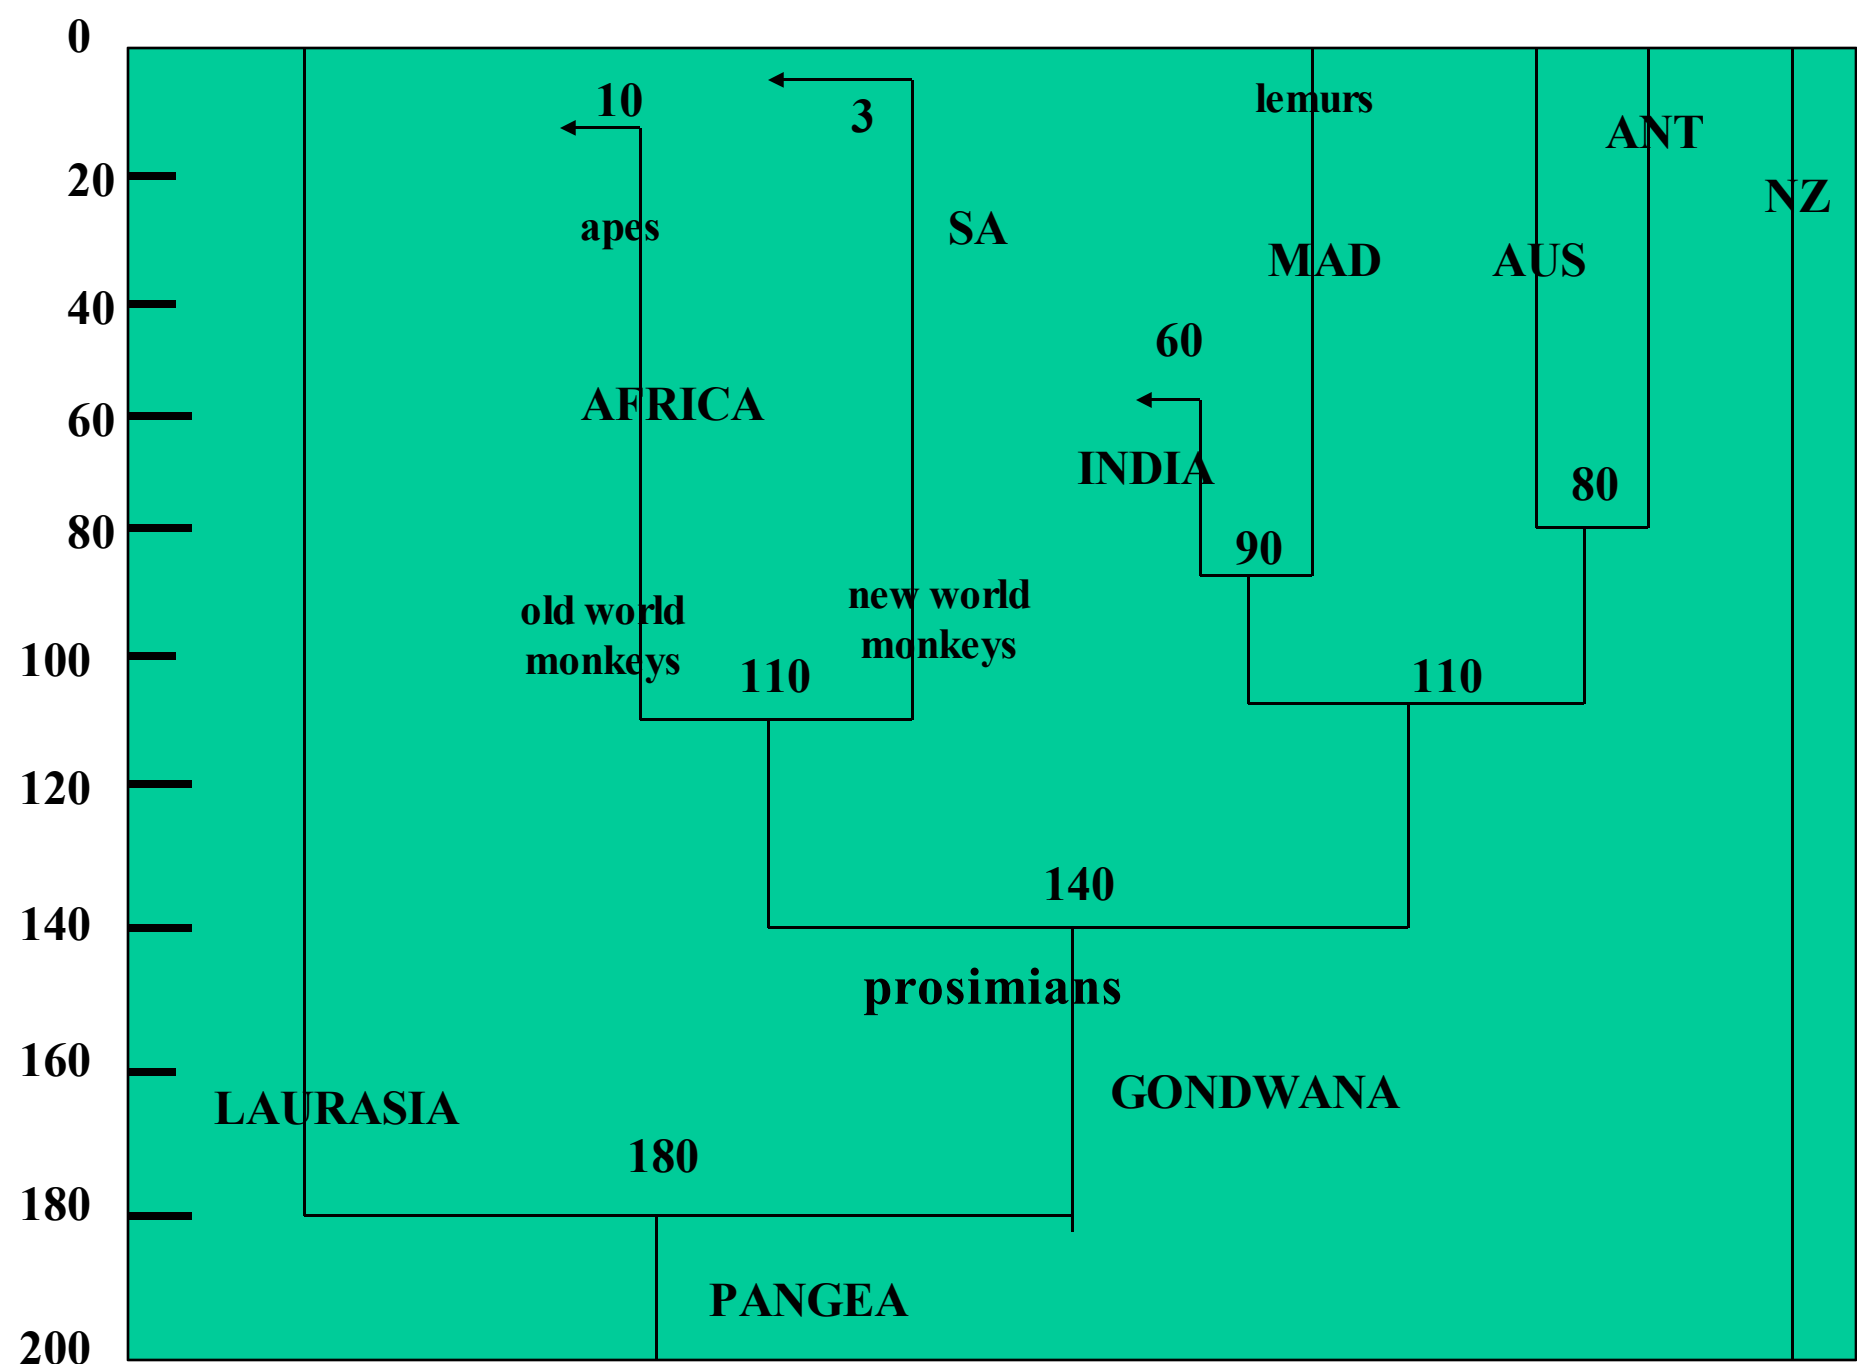 0
10
3
lemurs
ANT
20
NZ
apes
SA
MAD
AUS
40
60
AFRICA
60
INDIA
80
80
90
old world
monkeys
new world
monkeys
100
110
110
120
140
140
prosimians
160
GONDWANA
LAURASIA
180
180
PANGEA
200